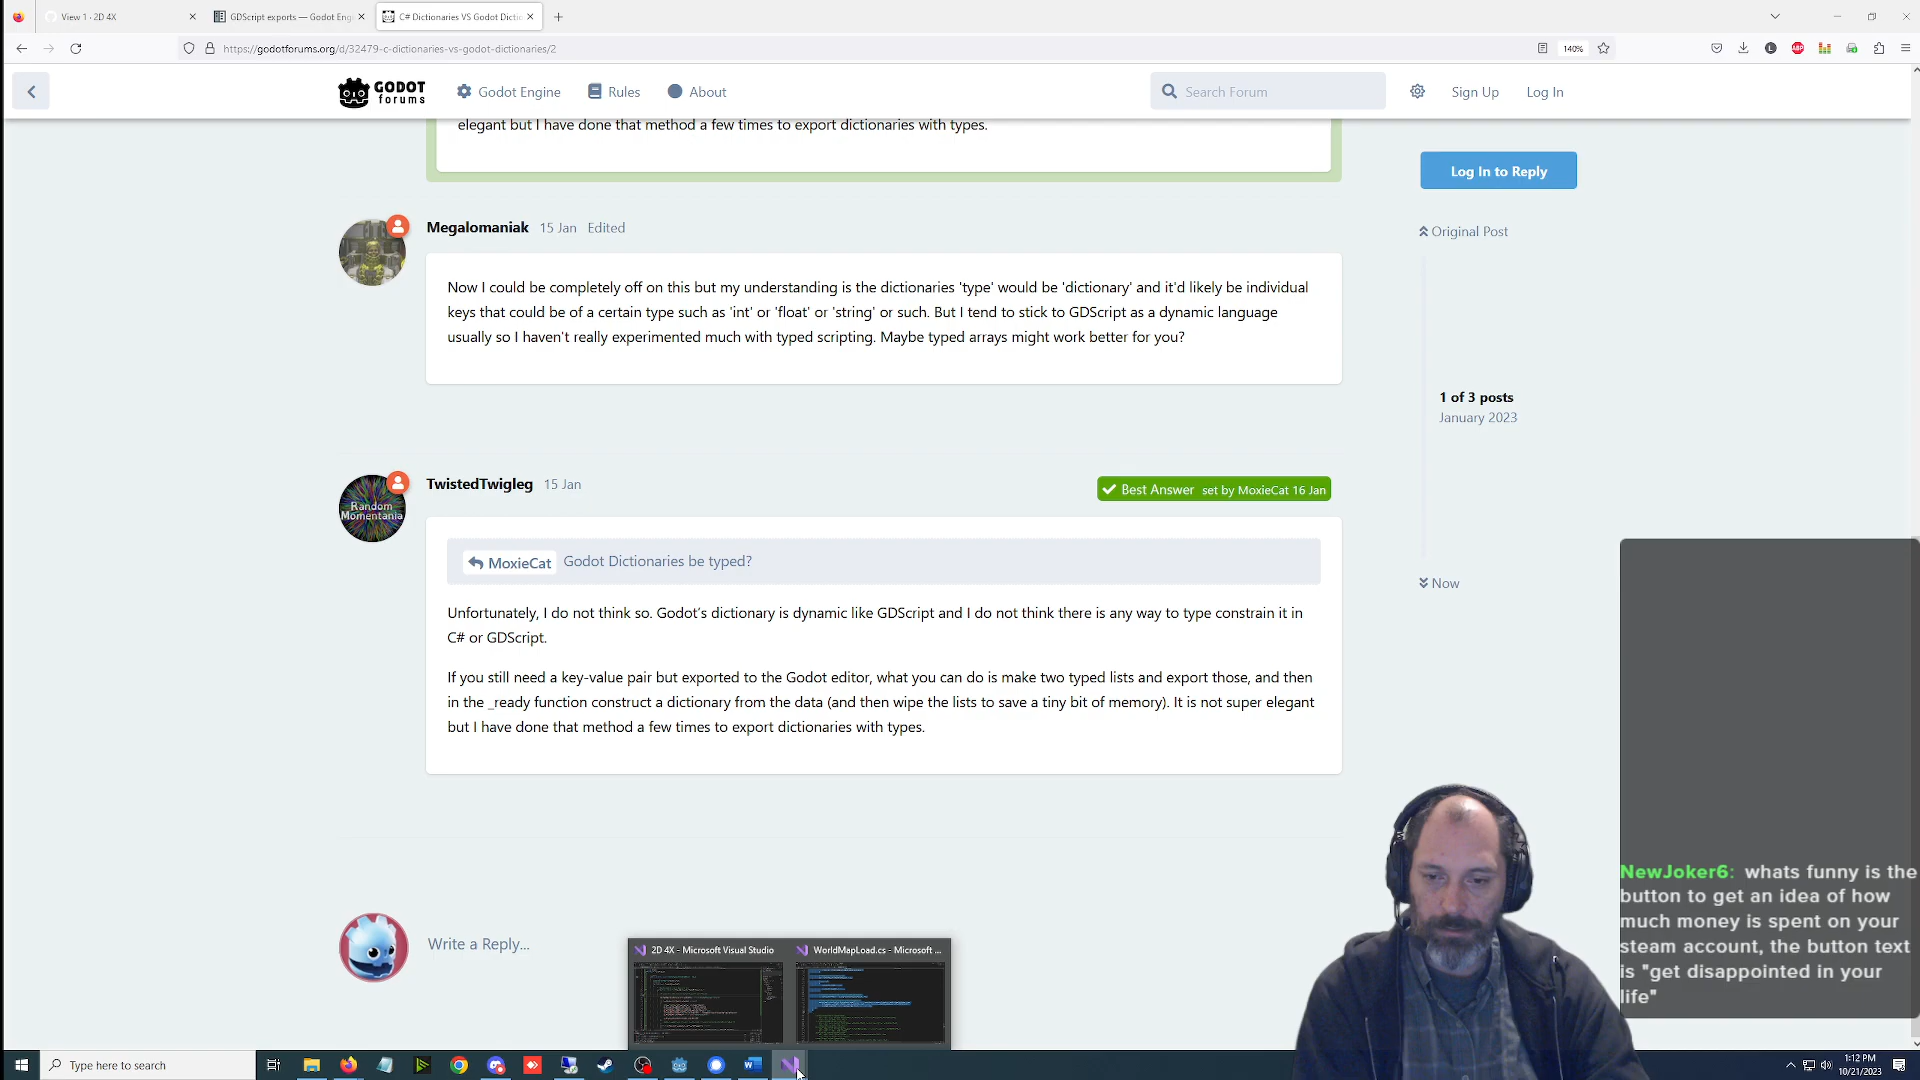 View 1 · 2D 4X
GDScript exports — Godot Eng
C# Dictionaries VS Godot Dictio
https://godotforums.org/d/32479-c-dictionaries-vs-godot-dictionaries/2
140%
GODOT
forums
Godot Engine
Rules
About
Search Forum
Sign Up
Log In
elegant but I have done that method a few times to export dictionaries with types.
Log In to Reply
Megalomaniak 15 Jan Edited
Original Post
Now I could be completely off on this but my understanding is the dictionaries 'type' would be 'dictionary' and it'd likely be individual
keys that could be of a certain type such as 'int' or 'float' or 'string' or such. But I tend to stick to GDScript as a dynamic language
usually so I haven't really experimented much with typed scripting. Maybe typed arrays might work better for you?
1 of 3 posts
January 2023
Now
TwistedTwigleg 15 Jan
Best Answer set by MoxieCat 16 Jan
Random
Momentania
MoxieCat Godot Dictionaries be typed?
Unfortunately, I do not think so. Godot's dictionary is dynamic like GDScript and I do not think there is any way to type constrain it in
C# or GDScript.
If you still need a key-value pair but exported to the Godot editor, what you can do is make two typed lists and export those, and then
in the _ready function construct a dictionary from the data (and then wipe the lists to save a tiny bit of memory). It is not super elegant
but I have done that method a few times to export dictionaries with types.
Write a Reply...
2D 4X - Microsoft Visual Studio
WorldMapLoad.cs - Microsoft ...
NewJoker6: whats funny is the
button to get an idea of how
much money is spent on your
steam account, the button text
is "get disappointed in your
life"
Type here to search
1:12 PM
10/21/2023